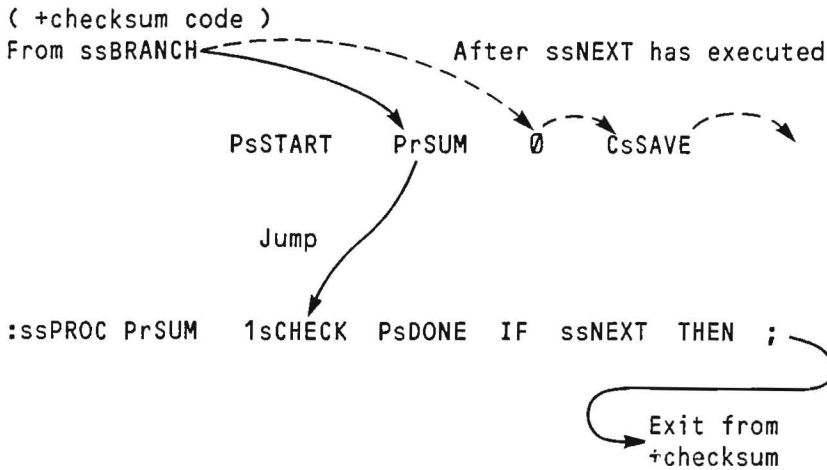 ( +checksum code )
From ssBRANCH After ssNEXT has executed
PsSTART PrSUM Ø CsSAVE
Jump
:ssPROC PrSUM 1sCHECK PsDONE IF ssNEXT THEN ;
Exit from
+checksum